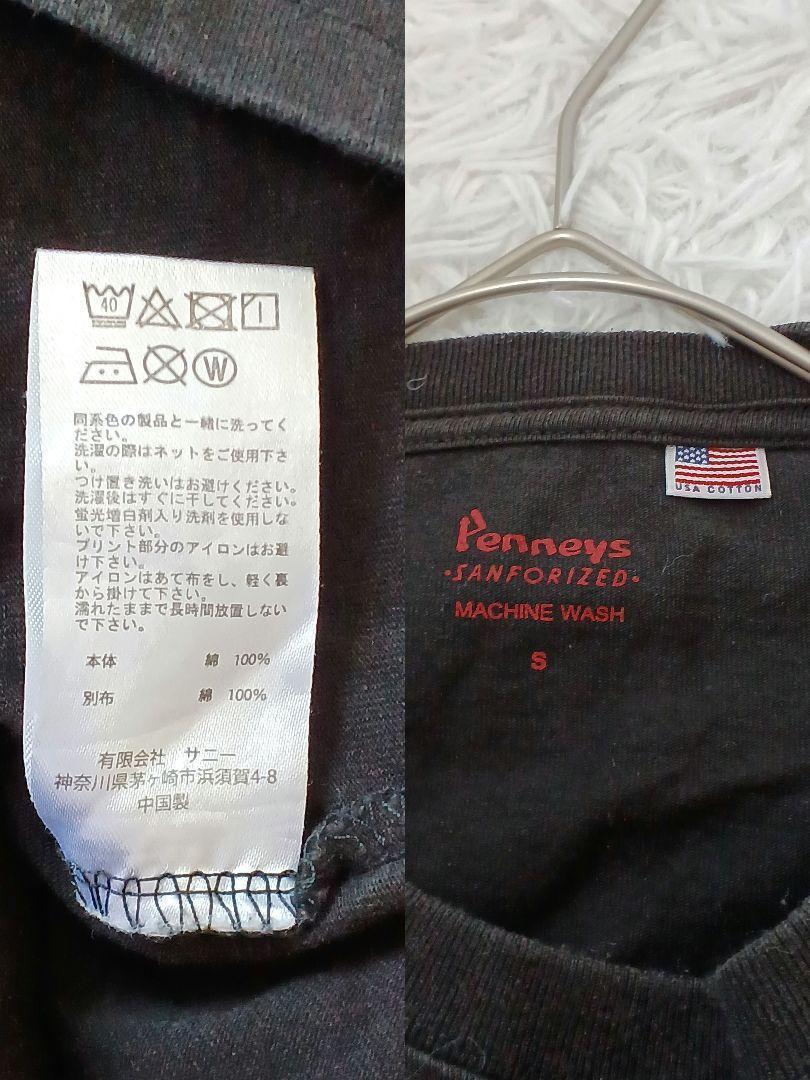 40
W
同系色の製品と一緒に洗ってく
ださい。
洗濯の際はネットをご使用下さ
い。
つけ置き洗いはお避けください。
洗濯後はすぐに干してください。
蛍光増白剤入り洗剤を使用しな
いで下さい。
プリント部分のアイロンはお避
け下さい。
アイロンはあて布をし、軽く裏
から掛けて下さい。
濡れたままで長時間放置しない
で下さい。
本体 綿 100%
別布 綿 100%
有限会社 サニー
神奈川県茅ヶ崎市浜須賀4-8
中国製
USA COTTON
Penneys
・SANFORIZED・
MACHINE WASH
S